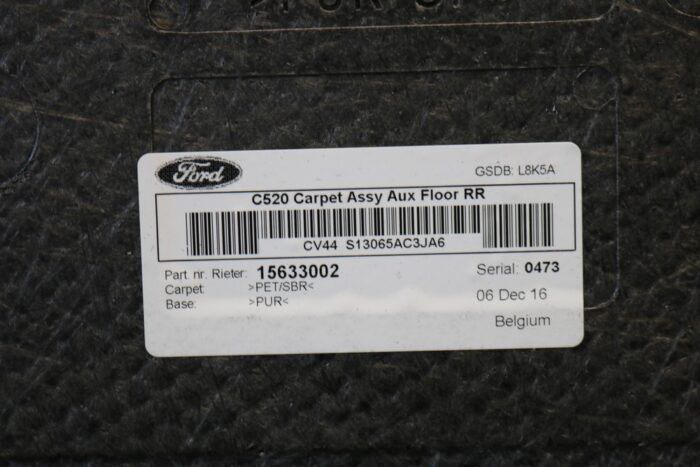 Ford GSDB: L8K5A
C520 Carpet Assy Aux Floor RR
CV44 S13065AC3JA6
Part. nr. Rieter: 15633002 Serial: 0473
Carpet: >PET/SBR<
Base: >PUR< 06 Dec 16
Belgium